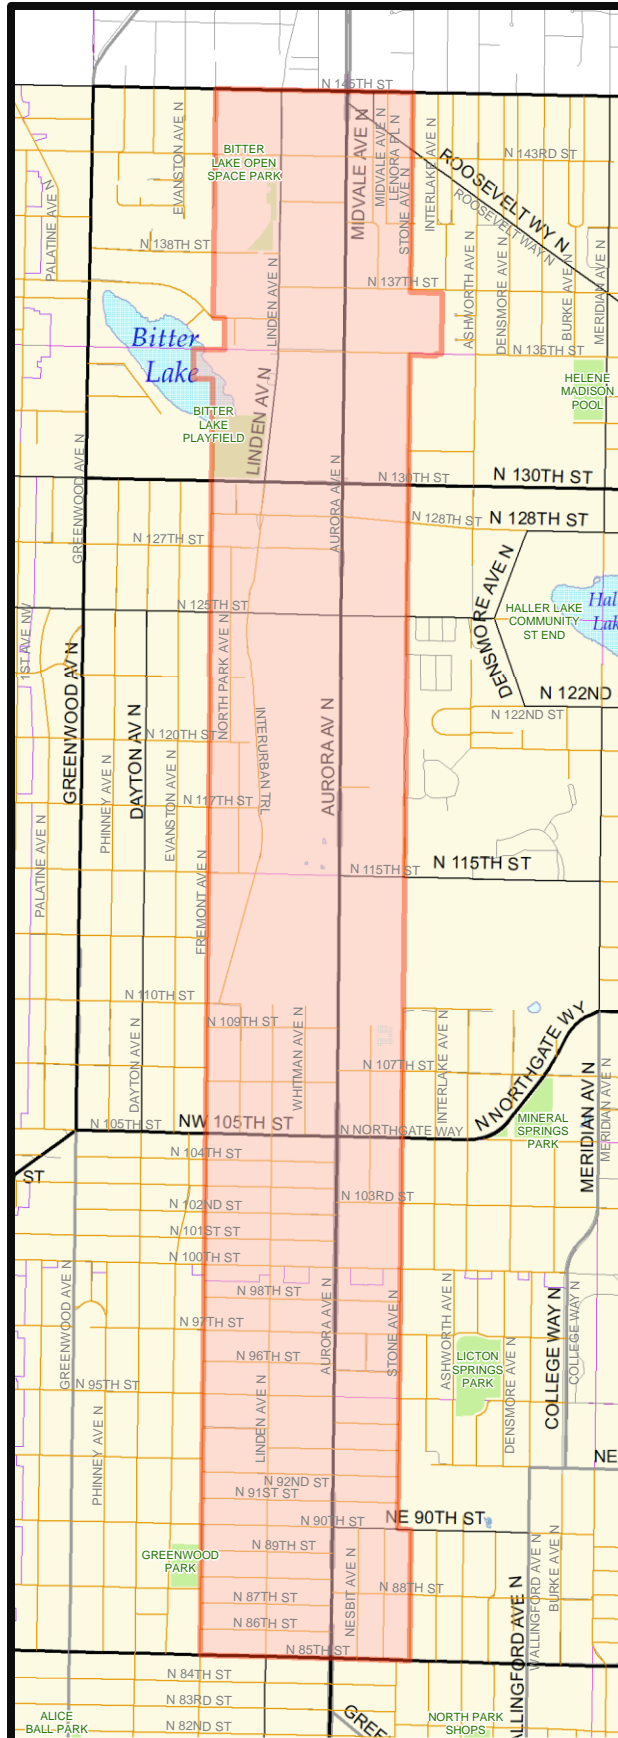 N 145TH ST
EVANSTON AVE N
BITTER
LAKE OPEN
SPACE PARK
MIDVALE AVE N
MIDVALE AVE N
LENORA PL N
STONE AVE N
INTERLAKE AVE N
N 143RD ST
ROOSEVELT WY N
ROOSEVELT WAY N
PALATINE AVE N
N 138TH ST
LINDEN AVE N
N 137TH ST
ASHWORTH AVE N
DENSMORE AVE N
BURKE AVE N
MERIDIAN AVE N
Bitter
Lake
N 135TH ST
HELENE
MADISON
POOL
BITTER
LAKE
PLAYFIELD
LINDEN AV N
GREENWOOD AVE N
AURORA AVE N
N 130TH ST
N 130TH ST
N 128TH ST
N 128TH ST
N 127TH ST
DENSMORE AVE N
N 125TH ST
HALLER LAKE
COMMUNITY
ST END
Hal
Lak
1ST AVE NW
GREENWOOD AV N
DAYTON AV N
NORTH PARK AVE N
N 122ND
N 122ND ST
N 120TH ST
INTERURBAN TRL
AURORA AV N
PHINNEY AVE N
EVANSTON AVE N
N 117TH ST
PALATINE AVE N
N 115TH ST
N 115TH ST
FREMONT AVE N
N 110TH ST
N 109TH ST
WHITMAN AVE N
DAYTON AVE N
N 107TH ST
INTERLAKE AVE N
N NORTHGATE WY
MERIDIAN AV N
MERIDIAN AVE N
MINERAL
SPRINGS
PARK
N 105TH ST
NW 105TH ST
N NORTHGATE WAY
N 104TH ST
ST
N 103RD ST
N 102ND ST
N 101ST ST
N 100TH ST
GREENWOOD AVE N
N 98TH ST
AURORA AVE N
STONE AVE N
ASHWORTH AVE N
COLLEGE WAY N
COLLEGE WAY N
N 97TH ST
N 96TH ST
LICTON
SPRINGS
PARK
DENSMORE AVE N
N 95TH ST
LINDEN AVE N
PHINNEY AVE N
NE
N 92ND ST
N 91ST ST
N 90TH ST
NE 90TH ST
GREENWOOD
PARK
N 89TH ST
NESBIT AVE N
N 88TH ST
WALLINGFORD AVE N
BURKE AVE N
N 87TH ST
N 86TH ST
N 85TH ST
ALLINGFORD AVE N
N 84TH ST
N 83RD ST
N 82ND ST
ALICE
BALL PARK
GREE
NORTH PARK
SHOPS